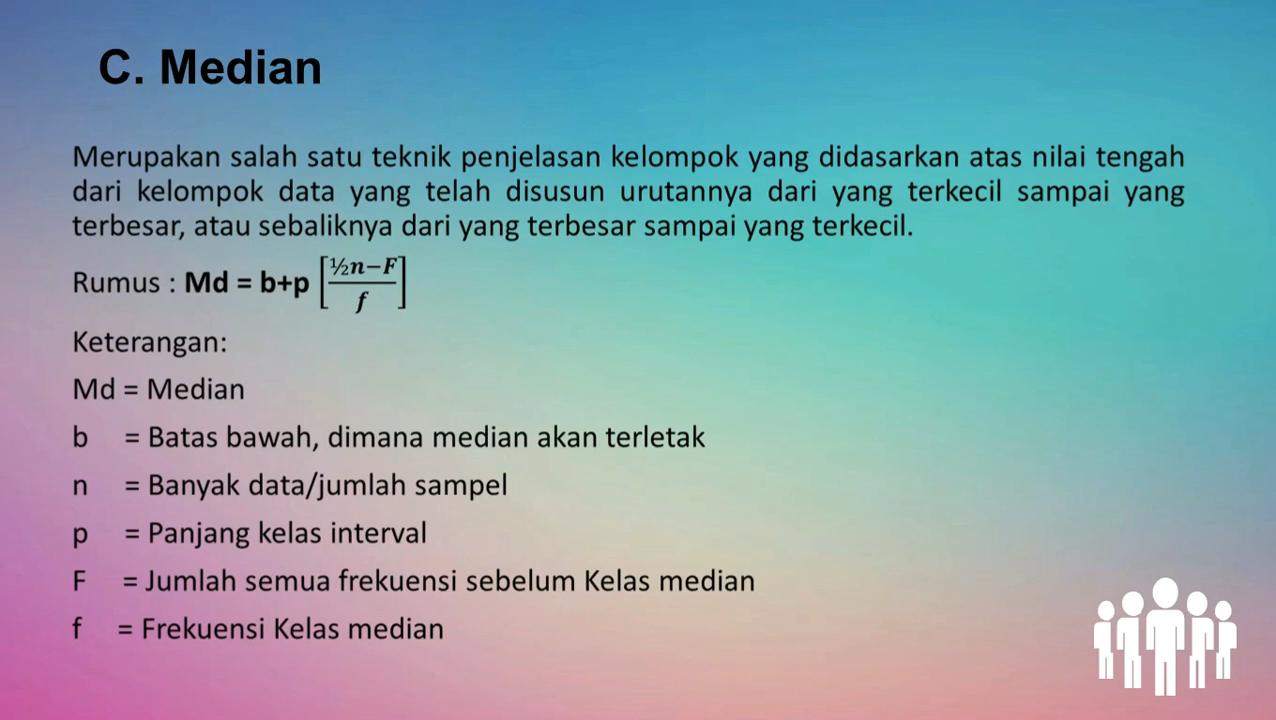 C. Median
Merupakan salah satu teknik penjelasan kelompok yang didasarkan atas nilai tengah
dari kelompok data yang telah disusun urutannya dari yang terkecil sampai yang
terbesar, atau sebaliknya dari yang terbesar sampai yang terkecil.
Rumus : Md = b+p [½n−F / f]
Keterangan:
Md = Median
b = Batas bawah, dimana median akan terletak
n = Banyak data/jumlah sampel
p = Panjang kelas interval
F = Jumlah semua frekuensi sebelum Kelas median
f = Frekuensi Kelas median